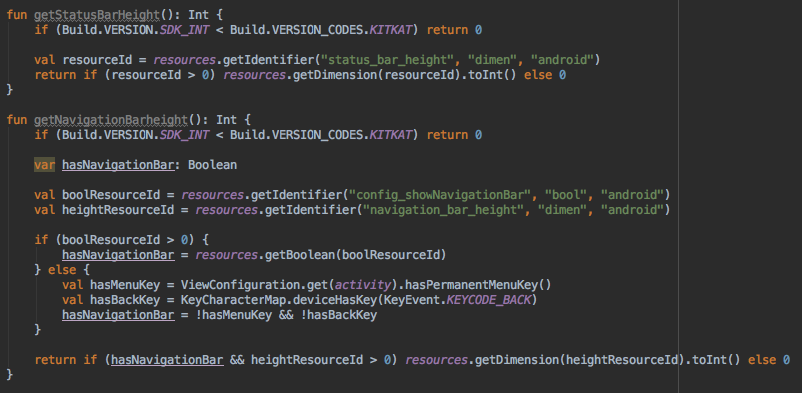 fun getStatusBarHeight(): Int {
if (Build.VERSION.SDK_INT < Build.VERSION_CODES.KITKAT) return 0
val resourceId = resources.getIdentifier("status_bar_height", "dimen", "android")
return if (resourceId > 0) resources.getDimension(resourceId).toInt() else 0
}
fun getNavigationBarheight(): Int {
if (Build.VERSION.SDK_INT < Build.VERSION_CODES.KITKAT) return 0
var hasNavigationBar: Boolean
val boolResourceId = resources.getIdentifier("config_showNavigationBar", "bool", "android")
val heightResourceId = resources.getIdentifier("navigation_bar_height", "dimen", "android")
if (boolResourceId > 0) {
hasNavigationBar = resources.getBoolean(boolResourceId)
} else {
val hasMenuKey = ViewConfiguration.get(activity).hasPermanentMenuKey()
val hasBackKey = KeyCharacterMap.deviceHasKey(KeyEvent.KEYCODE_BACK)
hasNavigationBar = !hasMenuKey && !hasBackKey
}
return if (hasNavigationBar && heightResourceId > 0) resources.getDimension(heightResourceId).toInt() else 0
}